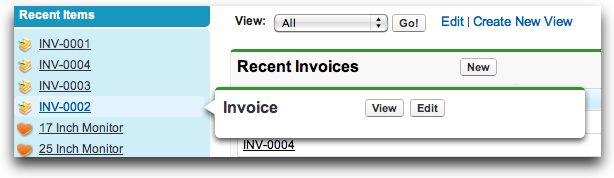 Recent Items
INV-0001
INV-0004
INV-0003
INV-0002
17 Inch Monitor
25 Inch Monitor
View: All Go! Edit | Create New View
Recent Invoices New
Invoice View Edit
INV-0004